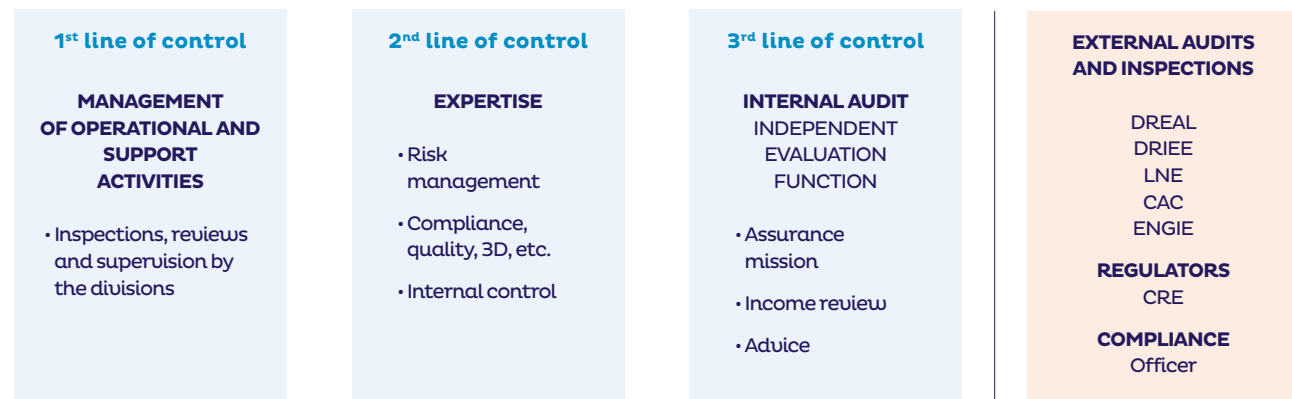 1st line of control
MANAGEMENT
OF OPERATIONAL AND
SUPPORT
ACTIVITIES
• Inspections, reviews
and supervision by
the divisions
2nd line of control
EXPERTISE
• Risk
management
• Compliance,
quality, 3D, etc.
• Internal control
3rd line of control
INTERNAL AUDIT
INDEPENDENT
EVALUATION
FUNCTION
• Assurance
mission
• Income review
• Advice
EXTERNAL AUDITS
AND INSPECTIONS
DREAL
DRIEE
LNE
CAC
ENGIE
REGULATORS
CRE
COMPLIANCE
Officer